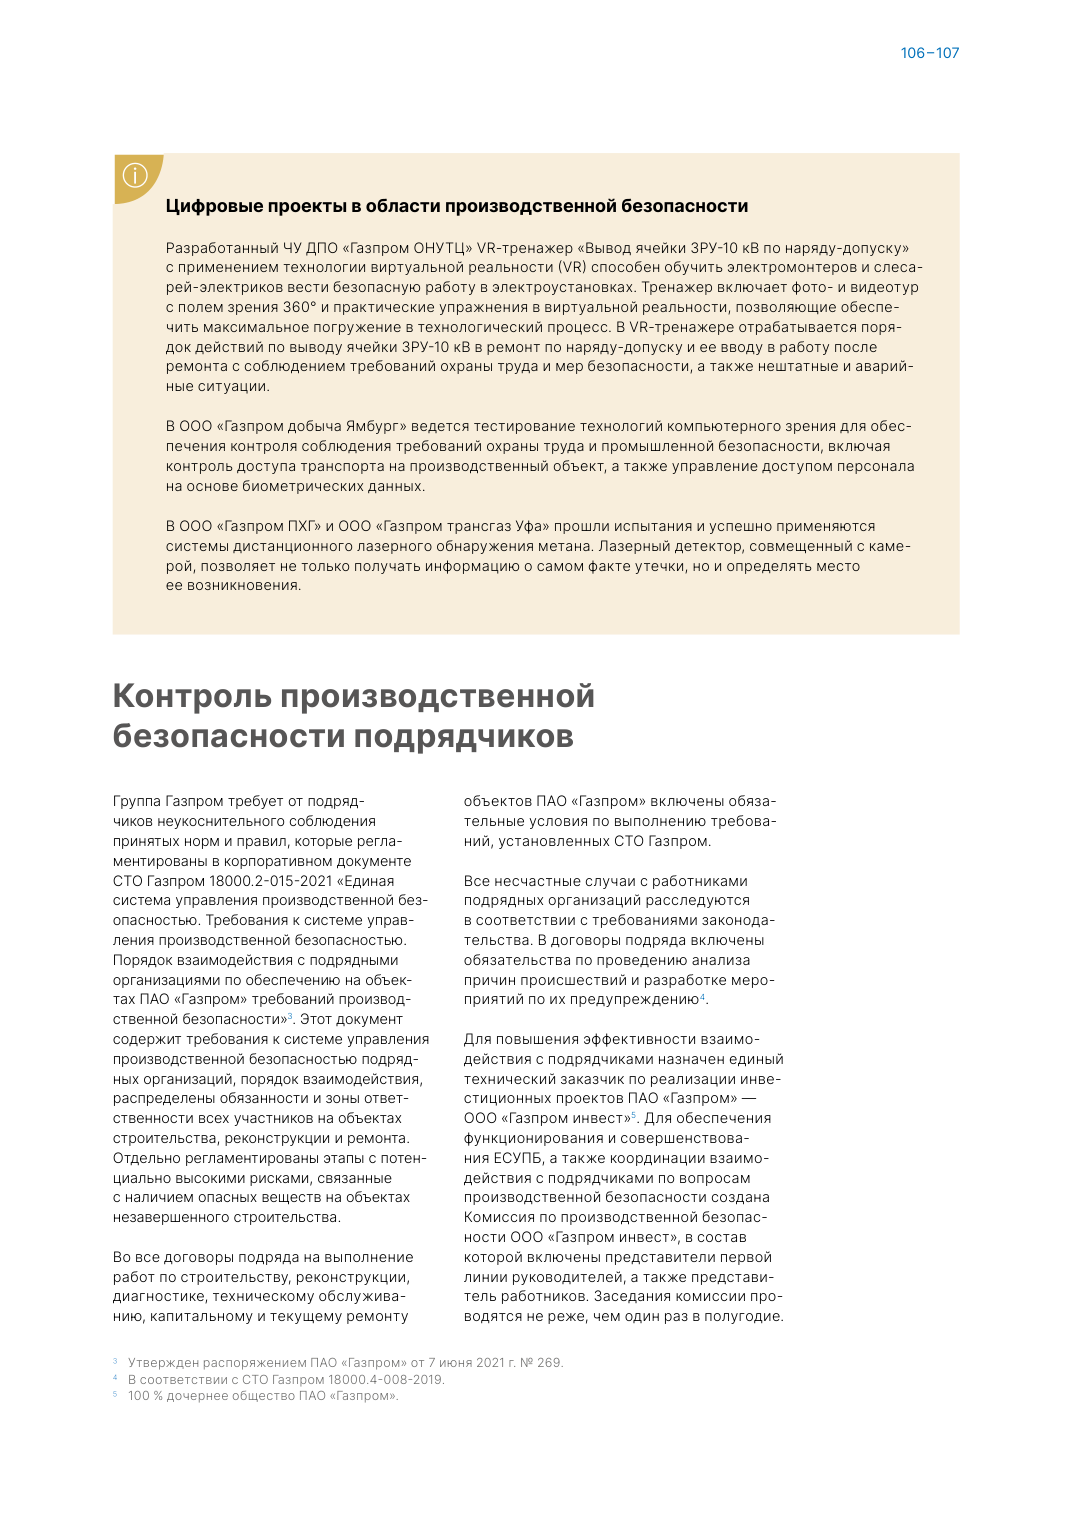 106–107
Цифровые проекты в области производственной безопасности
Разработанный ЧУ ДПО «Газпром ОНУТЦ» VR-тренажер «Вывод ячейки ЗРУ-10 кВ по наряду-допуску»
с применением технологии виртуальной реальности (VR) способен обучить электромонтеров и слеса-
рей-электриков вести безопасную работу в электроустановках. Тренажер включает фото- и видеотур
с полем зрения 360° и практические упражнения в виртуальной реальности, позволяющие обеспе-
чить максимальное погружение в технологический процесс. В VR-тренажере отрабатывается поря-
док действий по выводу ячейки ЗРУ-10 кВ в ремонт по наряду-допуску и ее вводу в работу после
ремонта с соблюдением требований охраны труда и мер безопасности, а также нештатные и аварий-
ные ситуации.
В ООО «Газпром добыча Ямбург» ведется тестирование технологий компьютерного зрения для обес-
печения контроля соблюдения требований охраны труда и промышленной безопасности, включая
контроль доступа транспорта на производственный объект, а также управление доступом персонала
на основе биометрических данных.
В ООО «Газпром ПХГ» и ООО «Газпром трансгаз Уфа» прошли испытания и успешно применяются
системы дистанционного лазерного обнаружения метана. Лазерный детектор, совмещенный с каме-
рой, позволяет не только получать информацию о самом факте утечки, но и определять место
ее возникновения.
Контроль производственной
безопасности подрядчиков
Группа Газпром требует от подряд-
чиков неукоснительного соблюдения
принятых норм и правил, которые регла-
ментированы в корпоративном документе
СТО Газпром 18000.2-015-2021 «Единая
система управления производственной без-
опасностью. Требования к системе управ-
ления производственной безопасностью.
Порядок взаимодействия с подрядными
организациями по обеспечению на объек-
тах ПАО «Газпром» требований производ-
ственной безопасности»³. Этот документ
содержит требования к системе управления
производственной безопасностью подряд-
ных организаций, порядок взаимодействия,
распределены обязанности и зоны ответ-
ственности всех участников на объектах
строительства, реконструкции и ремонта.
Отдельно регламентированы этапы с потен-
циально высокими рисками, связанные
с наличием опасных веществ на объектах
незавершенного строительства.
Во все договоры подряда на выполнение
работ по строительству, реконструкции,
диагностике, техническому обслужива-
нию, капитальному и текущему ремонту
объектов ПАО «Газпром» включены обяза-
тельные условия по выполнению требова-
ний, установленных СТО Газпром.
Все несчастные случаи с работниками
подрядных организаций расследуются
в соответствии с требованиями законода-
тельства. В договоры подряда включены
обязательства по проведению анализа
причин происшествий и разработке меро-
приятий по их предупреждению⁴.
Для повышения эффективности взаимо-
действия с подрядчиками назначен единый
технический заказчик по реализации инве-
стиционных проектов ПАО «Газпром» —
ООО «Газпром инвест»⁵. Для обеспечения
функционирования и совершенствова-
ния ЕСУПБ, а также координации взаимо-
действия с подрядчиками по вопросам
производственной безопасности создана
Комиссия по производственной безопас-
ности ООО «Газпром инвест», в состав
которой включены представители первой
линии руководителей, а также представи-
тель работников. Заседания комиссии про-
водятся не реже, чем один раз в полугодие.
³ Утвержден распоряжением ПАО «Газпром» от 7 июня 2021 г. № 269.
⁴ В соответствии с СТО Газпром 18000.4-008-2019.
⁵ 100 % дочернее общество ПАО «Газпром».